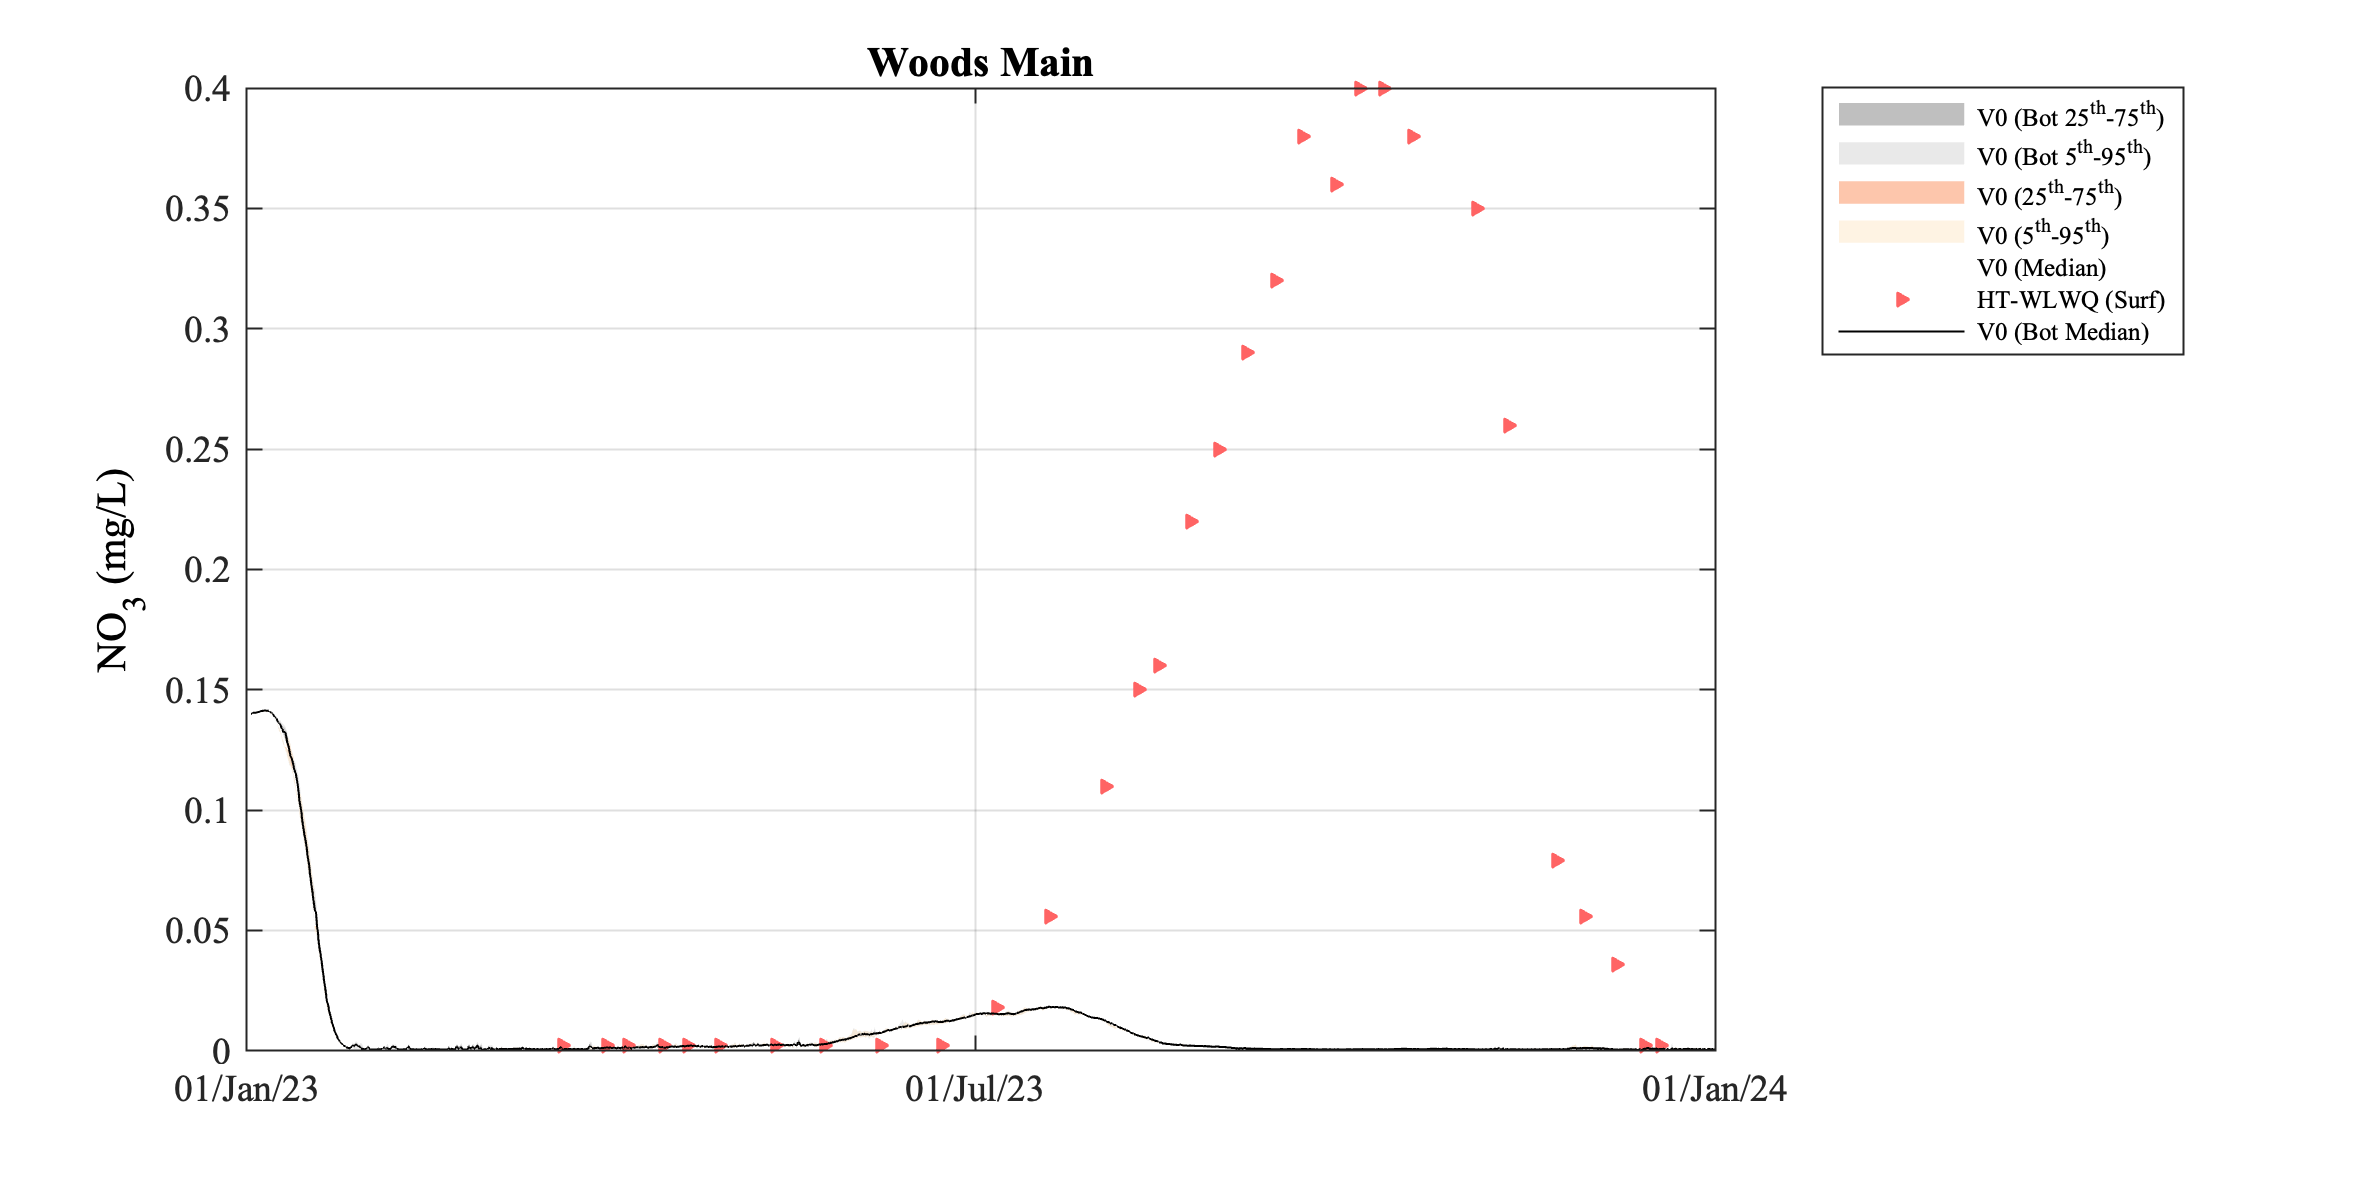 Woods Main
0.4
0.35
0.3
0.25
0.2
0.15
0.1
0.05
0
NO3 (mg/L)
01/Jan/23
01/Jul/23
01/Jan/24
V0 (Bot 25th-75th)
V0 (Bot 5th-95th)
V0 (25th-75th)
V0 (5th-95th)
V0 (Median)
HT-WLWQ (Surf)
V0 (Bot Median)